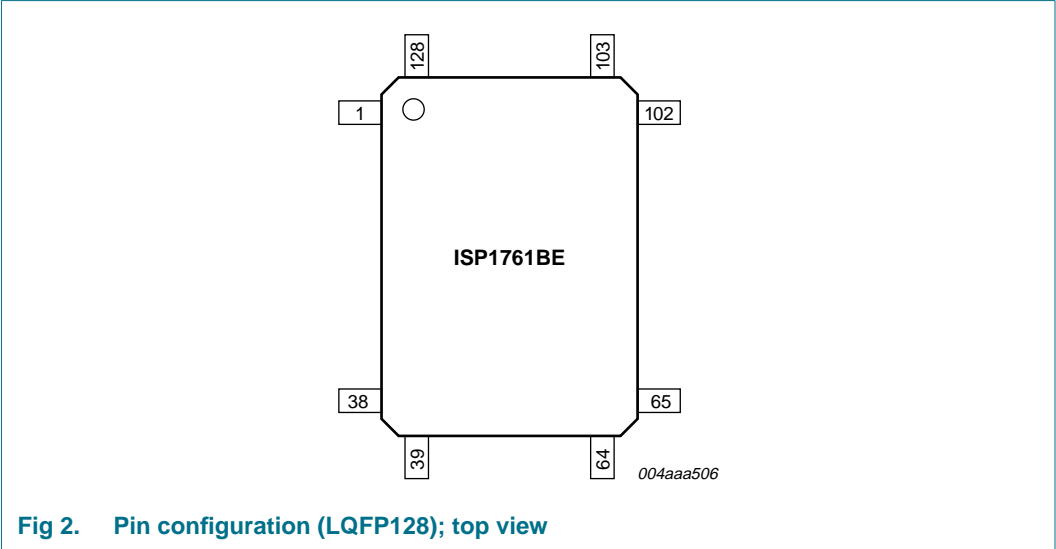 128
103
1
102
ISP1761BE
38
65
39
64
004aaa506
Fig 2. Pin configuration (LQFP128); top view